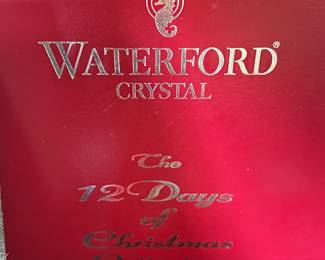 WATERFORD®
CRYSTAL
The
12 Days
of
Christmas